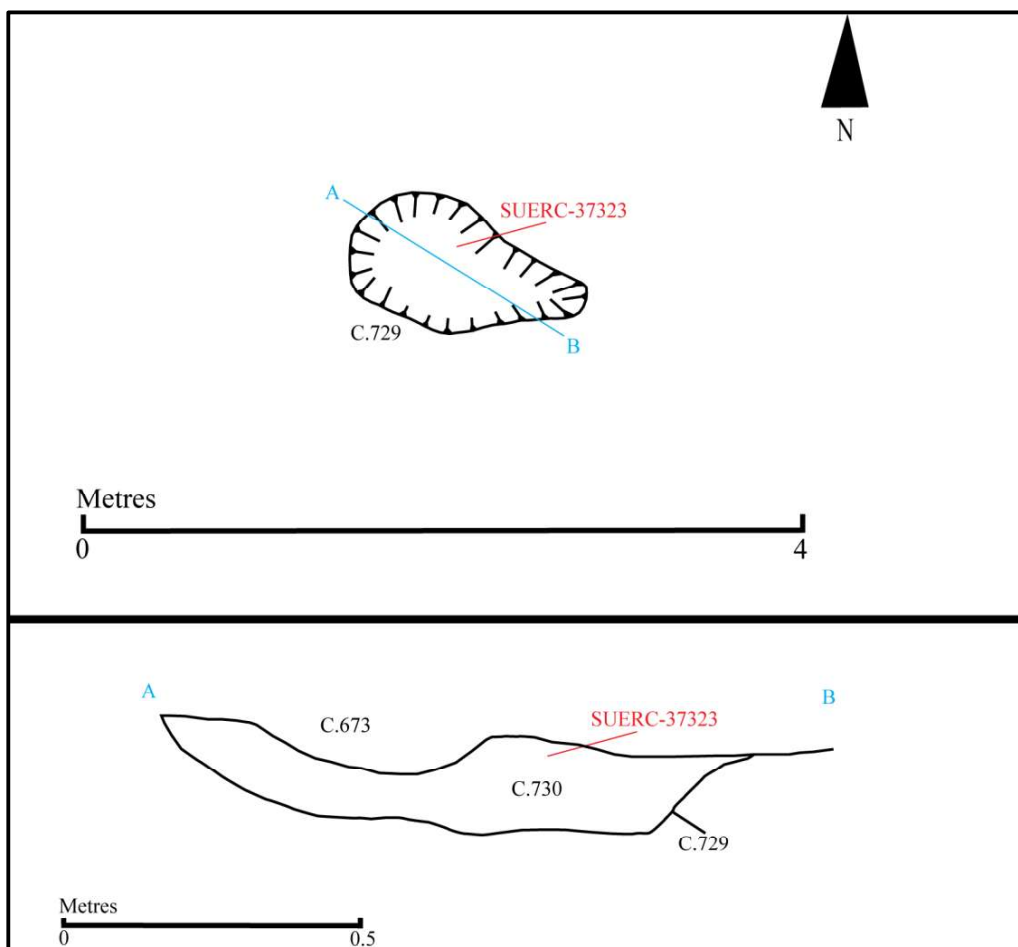 N
A
SUERC-37323
C.729
B
Metres
0 4
A
B
C.673
SUERC-37323
C.730
C.729
Metres
0 0.5